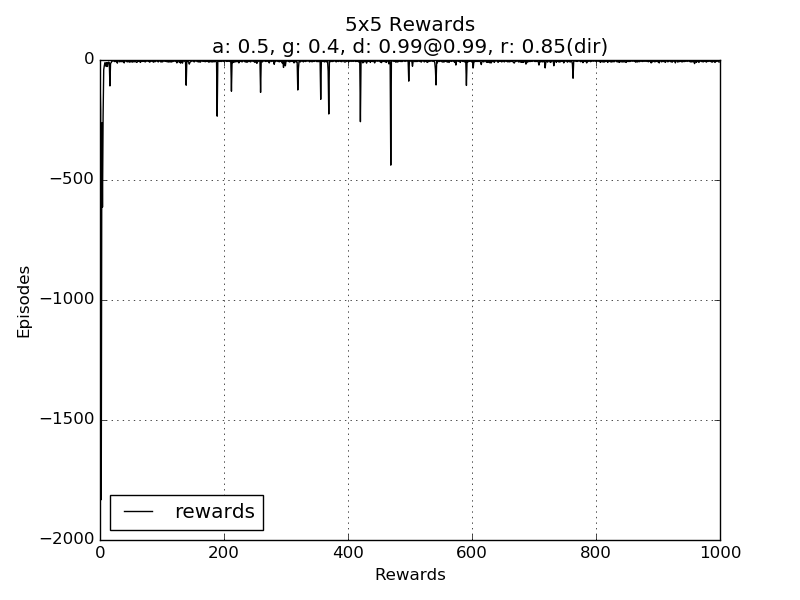 5x5 Rewards
a: 0.5, g: 0.4, d: 0.99@0.99, r: 0.85(dir)
0
−500
−1000
−1500
−2000
Episodes
rewards
0 200 400 600 800 1000
Rewards